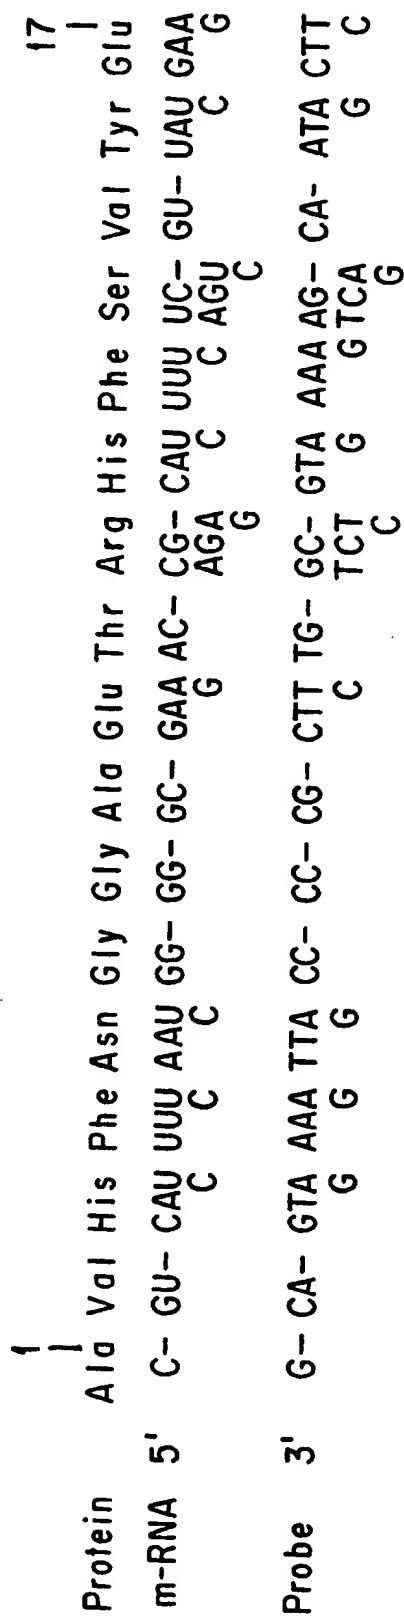 1 17
Protein Ala Val His Phe Asn Gly Gly Ala Glu Thr Arg His Phe Ser Val Tyr Glu
m-RNA 5' C- GU- CAU UUU AAU GG- GG- GC- GAA AC- CG- CAU UUU UC- GU- UAU GAA
C C C G AGA C C AGU C G
G C
Probe 3' G- CA- GTA AAA TTA CC- CC- CG- CTT TG- GC- GTA AAA AG- CA- ATA CTT
G G G C TCT G G TCA G C
C G